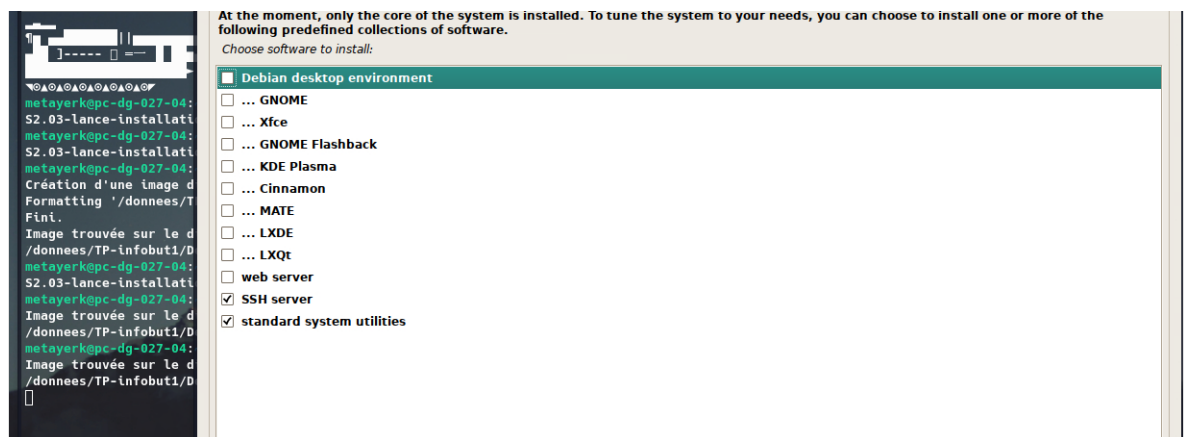 At the moment, only the core of the system is installed. To tune the system to your needs, you can choose to install one or more of the
following predefined collections of software.
Choose software to install:
Debian desktop environment
... GNOME
... Xfce
... GNOME Flashback
... KDE Plasma
... Cinnamon
... MATE
... LXDE
... LXQt
web server
SSH server
standard system utilities
metayerk@pc-dg-027-04:
S2.03-lance-installati
metayerk@pc-dg-027-04:
S2.03-lance-installati
metayerk@pc-dg-027-04:
Création d'une image d
Formatting '/donnees/T
Fini.
Image trouvée sur le d
/donnees/TP-infobut1/D
metayerk@pc-dg-027-04:
S2.03-lance-installati
metayerk@pc-dg-027-04:
Image trouvée sur le d
/donnees/TP-infobut1/D
metayerk@pc-dg-027-04:
Image trouvée sur le d
/donnees/TP-infobut1/D